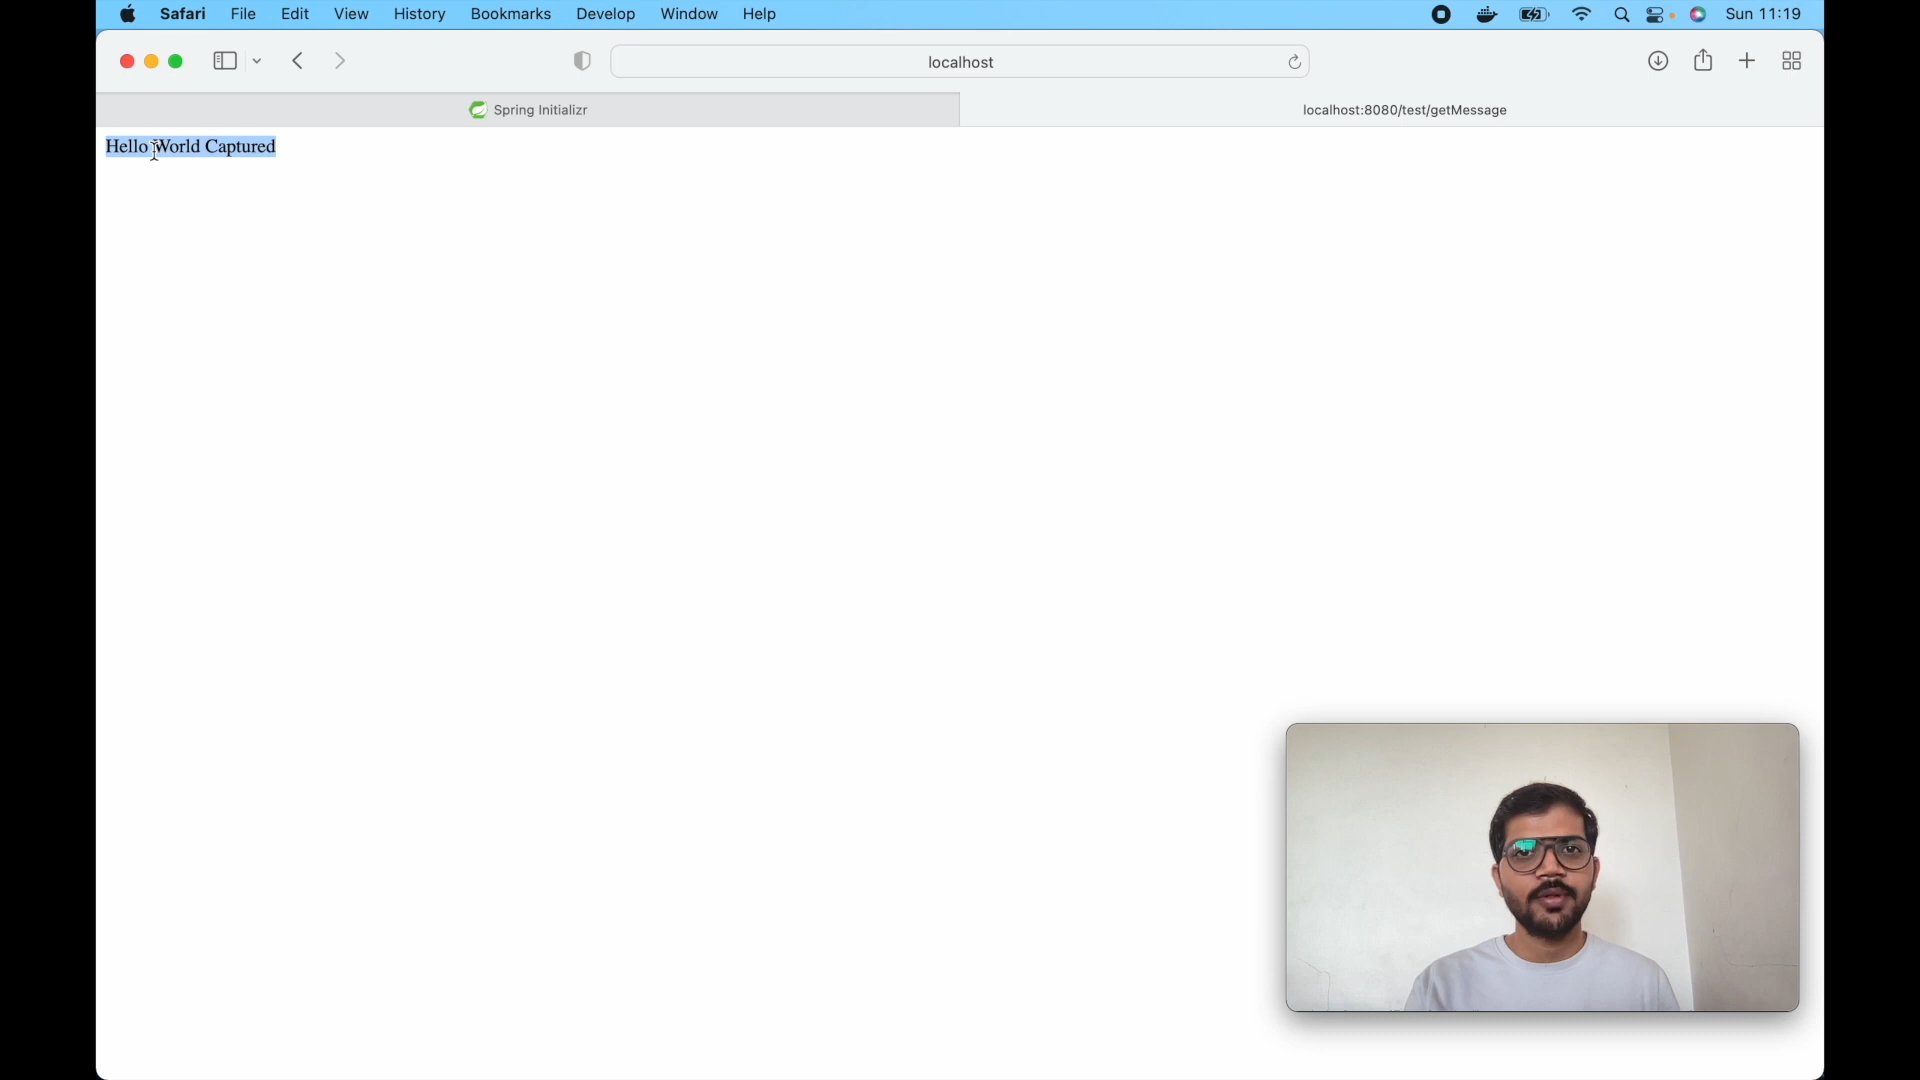 Safari File Edit View History Bookmarks Develop Window Help Sun 11:19
localhost
Spring Initializr localhost:8080/test/getMessage
Hello World Captured